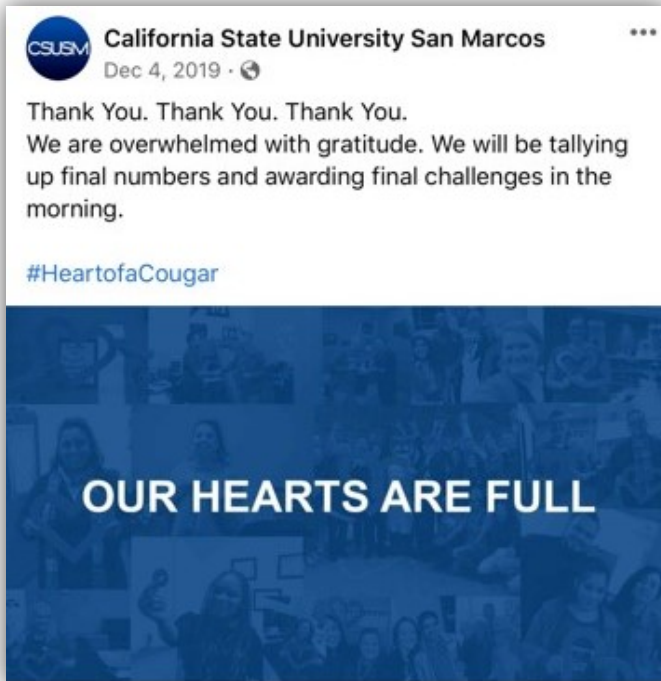 CSUSM
California State University San Marcos
Dec 4, 2019 ·
Thank You. Thank You. Thank You.
We are overwhelmed with gratitude. We will be tallying
up final numbers and awarding final challenges in the
morning.
#HeartofaCougar
OUR HEARTS ARE FULL